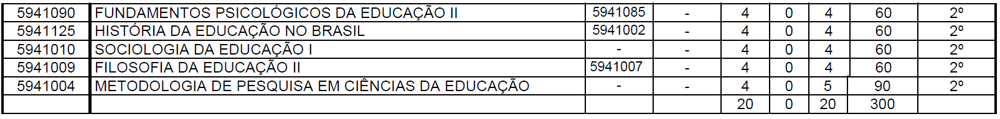 5941090 FUNDAMENTOS PSICOLÓGICOS DA EDUCAÇÃO II 5941085 - 4 0 4 60 2º
5941125 HISTÓRIA DA EDUCAÇÃO NO BRASIL 5941002 - 4 0 4 60 2º
5941010 SOCIOLOGIA DA EDUCAÇÃO I - - 4 0 4 60 2º
5941009 FILOSOFIA DA EDUCAÇÃO II 5941007 - 4 0 4 60 2º
5941004 METODOLOGIA DE PESQUISA EM CIÊNCIAS DA EDUCAÇÃO - - 4 0 5 90 2º
20 0 20 300